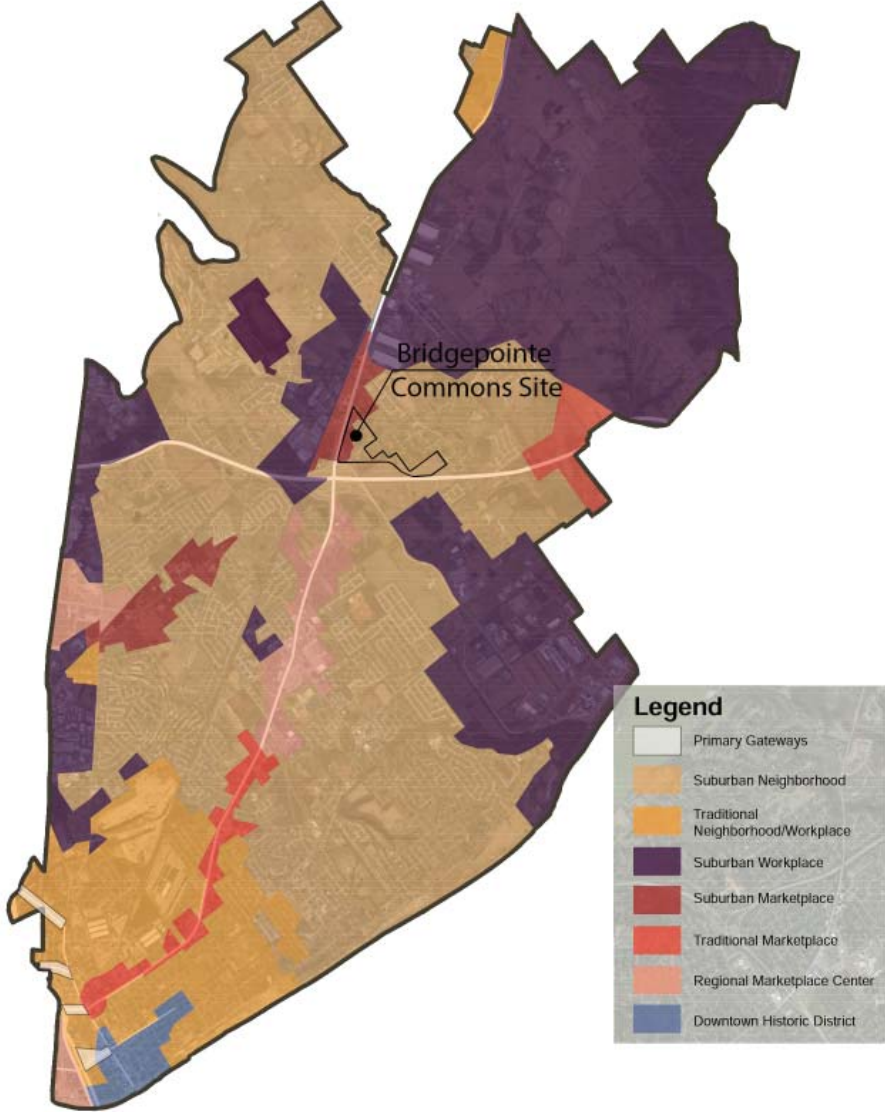 Bridgepointe
Commons Site
Legend
Primary Gateways
Suburban Neighborhood
Traditional
Neighborhood/Workplace
Suburban Workplace
Suburban Marketplace
Traditional Marketplace
Regional Marketplace Center
Downtown Historic District